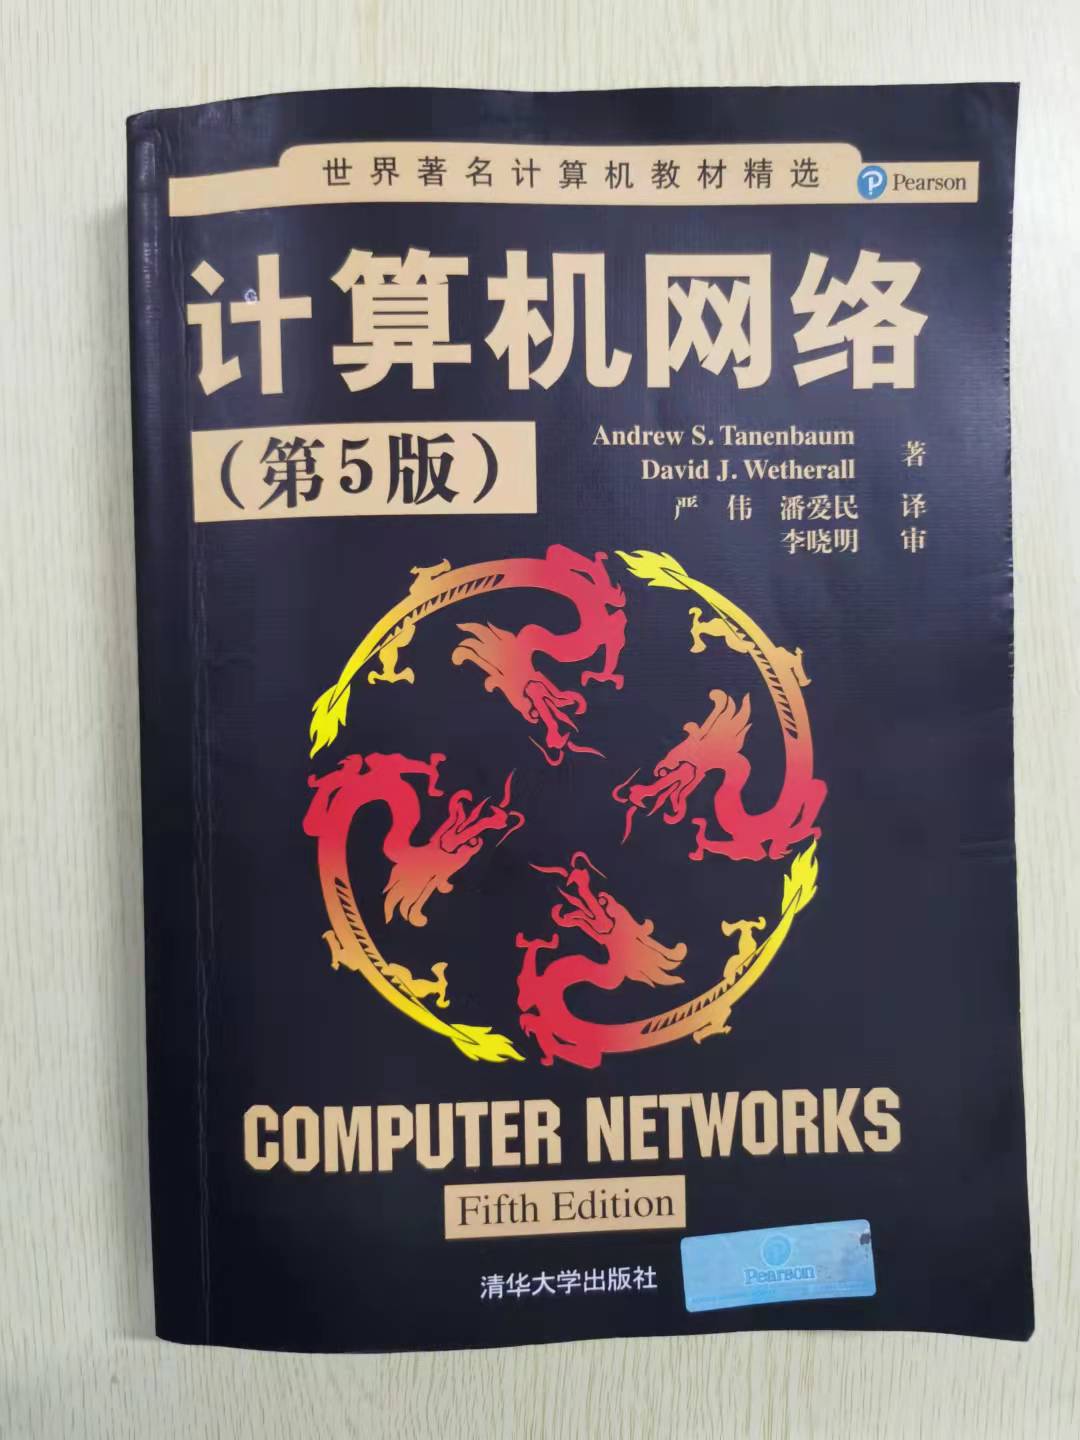 世界著名计算机教材精选
Pearson
计算机网络
（第5版）
Andrew S. Tanenbaum
David J. Wetherall 著
严 伟 潘爱民 译
李晓明 审
COMPUTER NETWORKS
Fifth Edition
清华大学出版社
Pearson